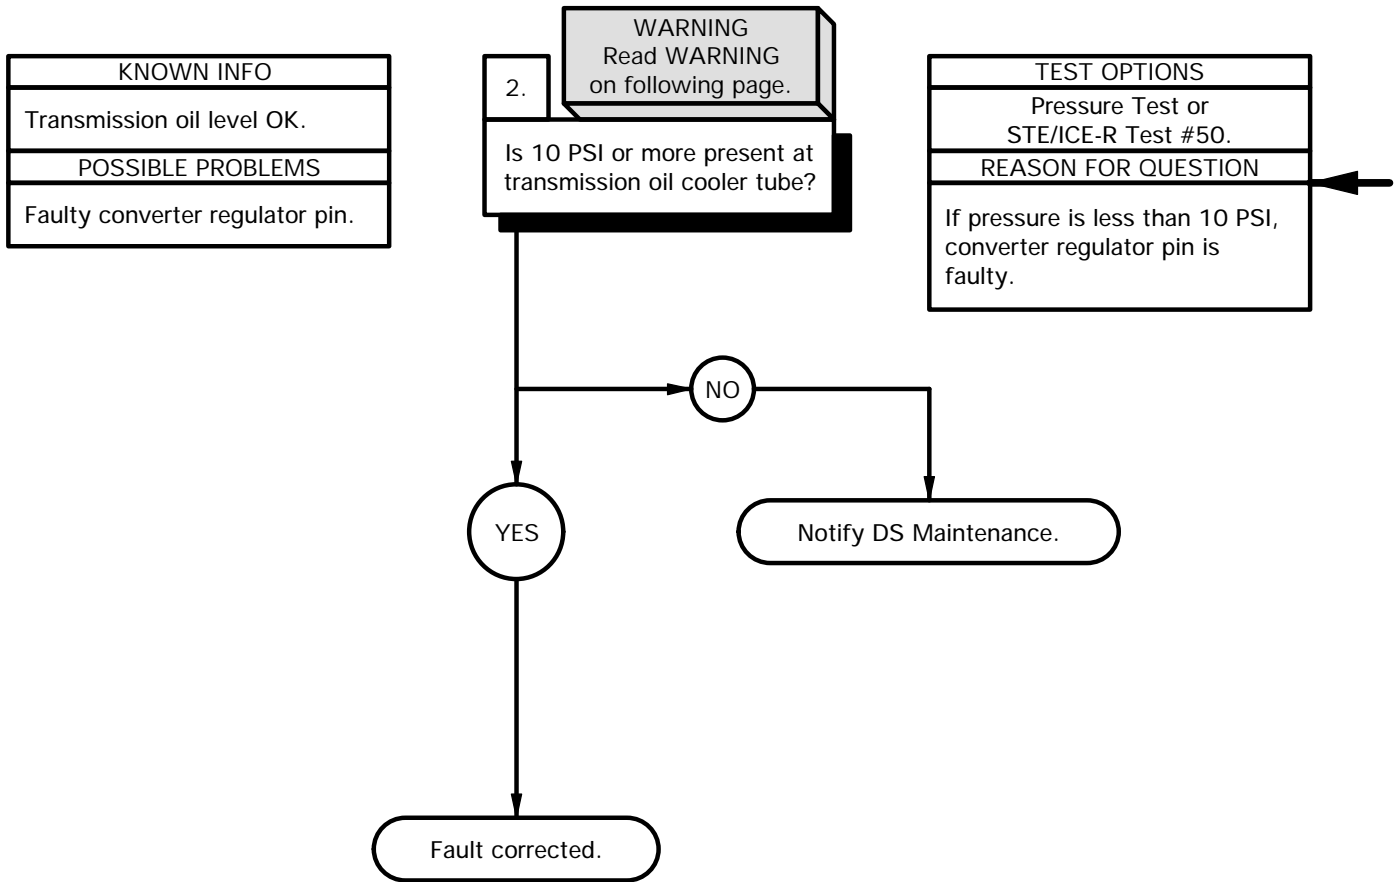 KNOWN INFO
Transmission oil level OK.
POSSIBLE PROBLEMS
Faulty converter regulator pin.
WARNING
Read WARNING
on following page.
2.
Is 10 PSI or more present at
transmission oil cooler tube?
TEST OPTIONS
Pressure Test or
STE/ICE-R Test #50.
REASON FOR QUESTION
If pressure is less than 10 PSI,
converter regulator pin is
faulty.
NO
YES
Notify DS Maintenance.
Fault corrected.